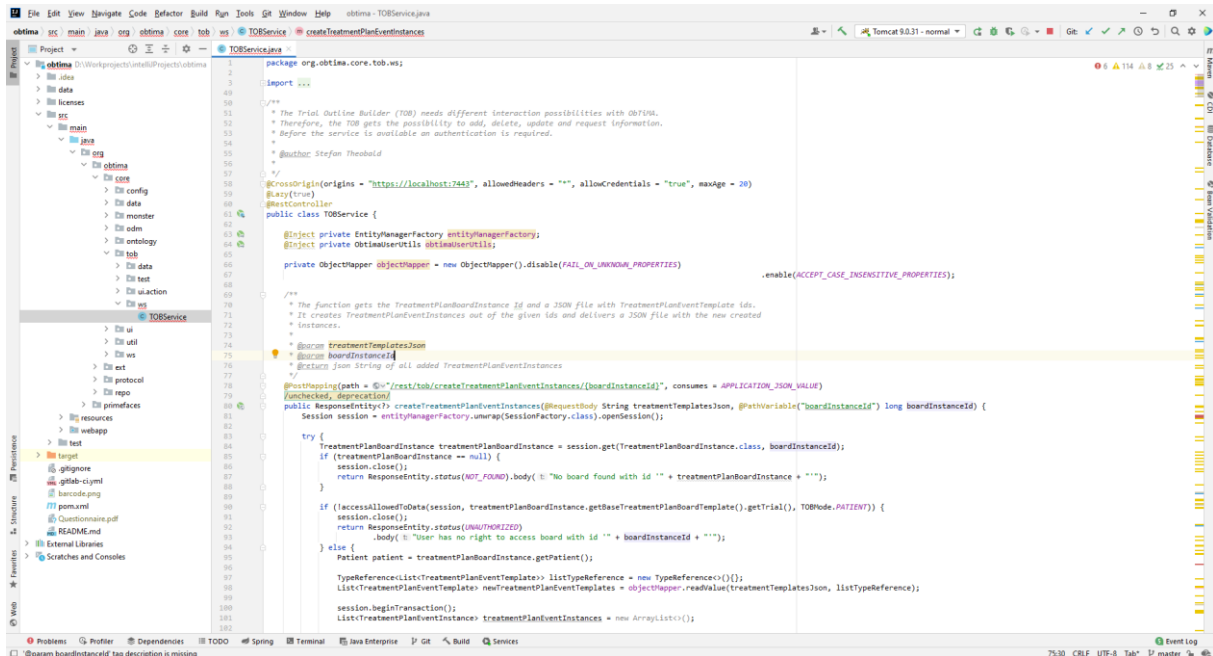 File Edit View Navigate Code Refactor Build Run Tools Git Window Help obtima - TOBService.java
obtima src main java org obtima core tob ws TOBService createTreatmentPlanEventInstances Tomcat 9.0.31 - normal Git:
Project
TOBService.java
obtima D:\Workprojects\intelliJProjects\obtima
.idea
data
licenses
src
main
java
org
obtima
core
config
data
monster
odm
ontology
tob
data
test
ui.action
ws
TOBService
ui
util
ws
ext
protocol
repo
primefaces
resources
webapp
test
target
.gitignore
.gitlab-ci.yml
barcode.png
pom.xml
Questionnaire.pdf
README.md
External Libraries
Scratches and Consoles
Project
Persistence
Structure
Favorites
Web
6 114 8 25
1 package org.obtima.core.tob.ws;
2
3 import ...
49
50 /**
51 * The Trial Outline Builder (TOB) needs different interaction possibilities with ObTiMA.
52 * Therefore, the TOB gets the possibility to add, delete, update and request information.
53 * Before the service is available an authentication is required.
54 *
55 * @author Stefan Theobald
56 *
57 */
58 @CrossOrigin(origins = "https://localhost:7443", allowedHeaders = "*", allowCredentials = "true", maxAge = 20)
59 @Lazy(true)
60 @RestController
61 public class TOBService {
62
63 @Inject private EntityManagerFactory entityManagerFactory;
64 @Inject private ObtimaUserUtils obtimaUserUtils;
65
66 private ObjectMapper objectMapper = new ObjectMapper().disable(FAIL_ON_UNKNOWN_PROPERTIES)
67 .enable(ACCEPT_CASE_INSENSITIVE_PROPERTIES);
68
69 /**
70 * The function gets the TreatmentPlanBoardInstance Id and a JSON file with TreatmentPlanEventTemplate ids.
71 * It creates TreatmentPlanEventInstances out of the given ids and delivers a JSON file with the new created
72 * instances.
73 *
74 * @param treatmentTemplatesJson
75 * @param boardInstanceId
76 * @return json String of all added TreatmentPlanEventInstances
77 */
78 @PostMapping(path = "/rest/tob/createTreatmentPlanEventInstances/{boardInstanceId}", consumes = APPLICATION_JSON_VALUE)
79 /unchecked, deprecation/
80 public ResponseEntity<?> createTreatmentPlanEventInstances(@RequestBody String treatmentTemplatesJson, @PathVariable("boardInstanceId") long boardInstanceId) {
81 Session session = entityManagerFactory.unwrap(SessionFactory.class).openSession();
82
83 try {
84 TreatmentPlanBoardInstance treatmentPlanBoardInstance = session.get(TreatmentPlanBoardInstance.class, boardInstanceId);
85 if (treatmentPlanBoardInstance == null) {
86 session.close();
87 return ResponseEntity.status(NOT_FOUND).body( t: "No board found with id '" + treatmentPlanBoardInstance + "'");
88 }
89
90 if (!accessAllowedToData(session, treatmentPlanBoardInstance.getBaseTreatmentBoardTemplate().getTrial(), TOBMode.PATIENT)) {
91 session.close();
92 return ResponseEntity.status(UNAUTHORIZED)
93 .body( t: "User has no right to access board with id '" + boardInstanceId + "'");
94 } else {
95 Patient patient = treatmentPlanBoardInstance.getPatient();
96
97 TypeReference<List<TreatmentPlanEventTemplate>> listTypeReference = new TypeReference<>(){};
98 List<TreatmentPlanEventTemplate> newTreatmentPlanEventTemplates = objectMapper.readValue(treatmentTemplatesJson, listTypeReference);
99
100 session.beginTransaction();
101 List<TreatmentPlanEventInstance> treatmentPlanEventInstances = new ArrayList<>();
102
Maven
CDI
Database
Bean Validation
Problems Profiler Dependencies TODO Spring Terminal Java Enterprise Git Build Services Event Log
'@param boardInstanceId' tag description is missing 75:30 CRLF UTF-8 Tab* master